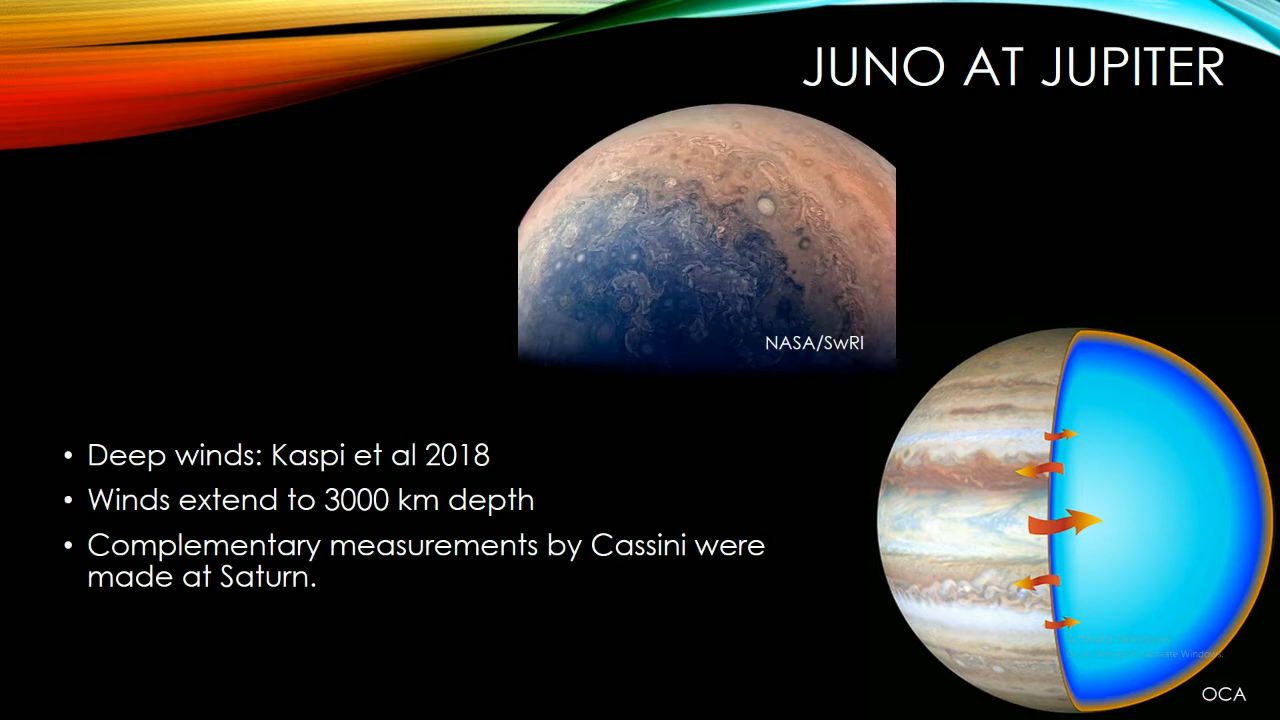 JUNO AT JUPITER
NASA/SwRI
• Deep winds: Kaspi et al 2018
• Winds extend to 3000 km depth
• Complementary measurements by Cassini were
made at Saturn.
OCA